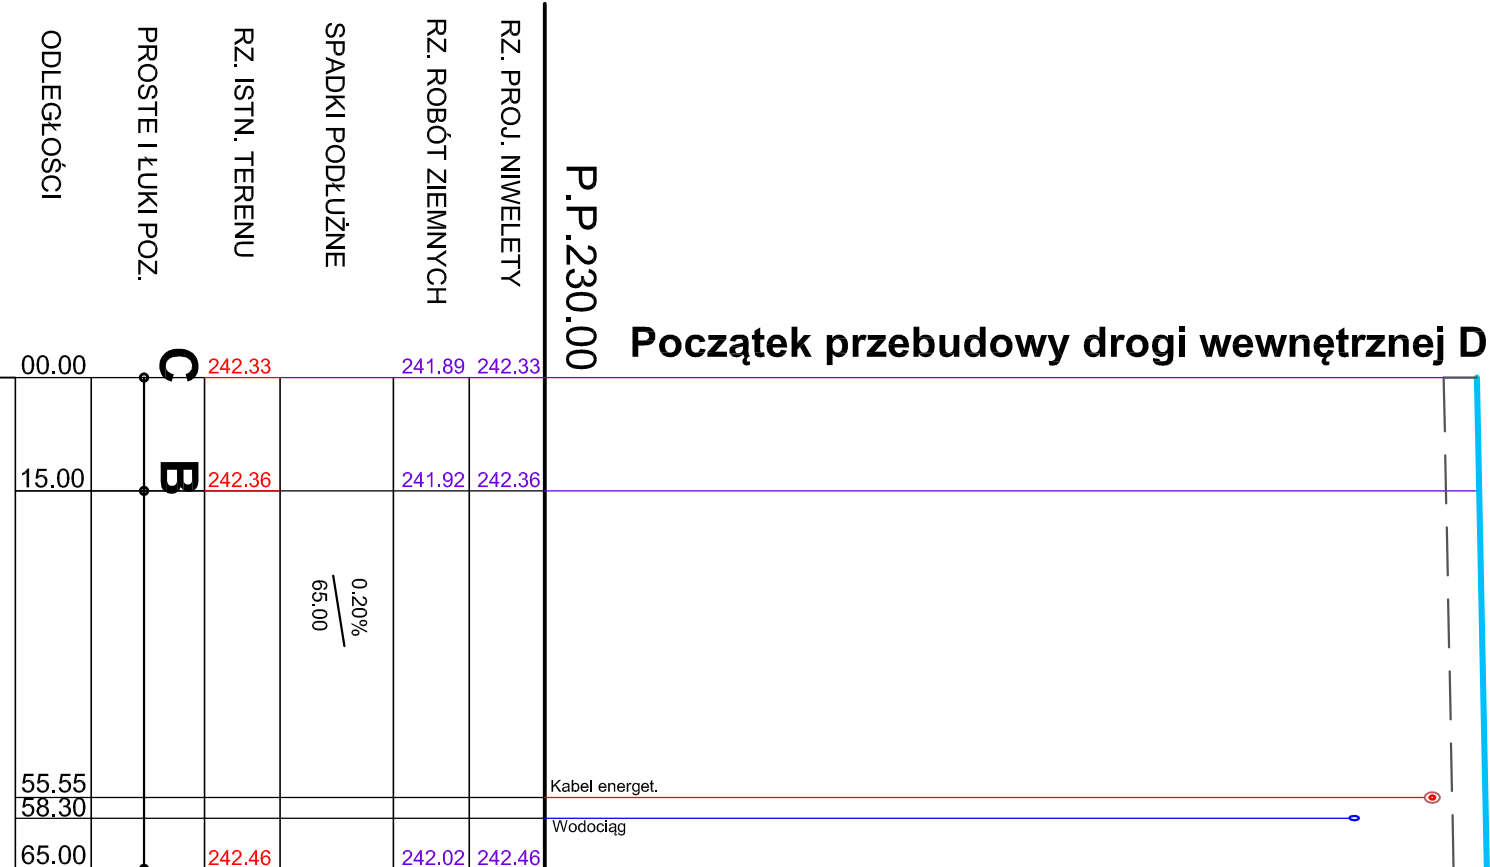 ODLEGŁOŚCI
PROSTE I ŁUKI POZ.
RZ. ISTN. TERENU
SPADKI PODŁUŻNE
RZ. ROBÓT ZIEMNYCH
RZ. PROJ. NIWELETY
P.P.230.00
Początek przebudowy drogi wewnętrznej D
00.00 C 242.33 241.89 242.33
15.00 B 242.36 241.92 242.36
0.20%
65.00
55.55 Kabel energet.
58.30 Wodociąg
65.00 242.46 242.02 242.46